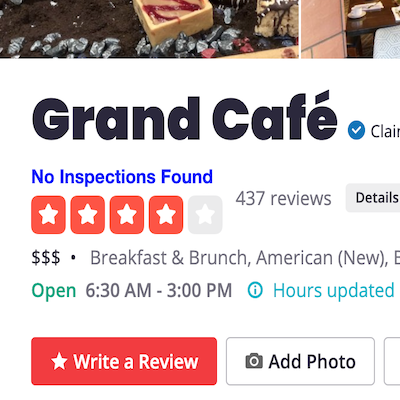 Grand Café
Clai
No Inspections Found
437 reviews
Details
$$$ • Breakfast & Brunch, American (New), B
Open 6:30 AM - 3:00 PM Hours updated
Write a Review
Add Photo